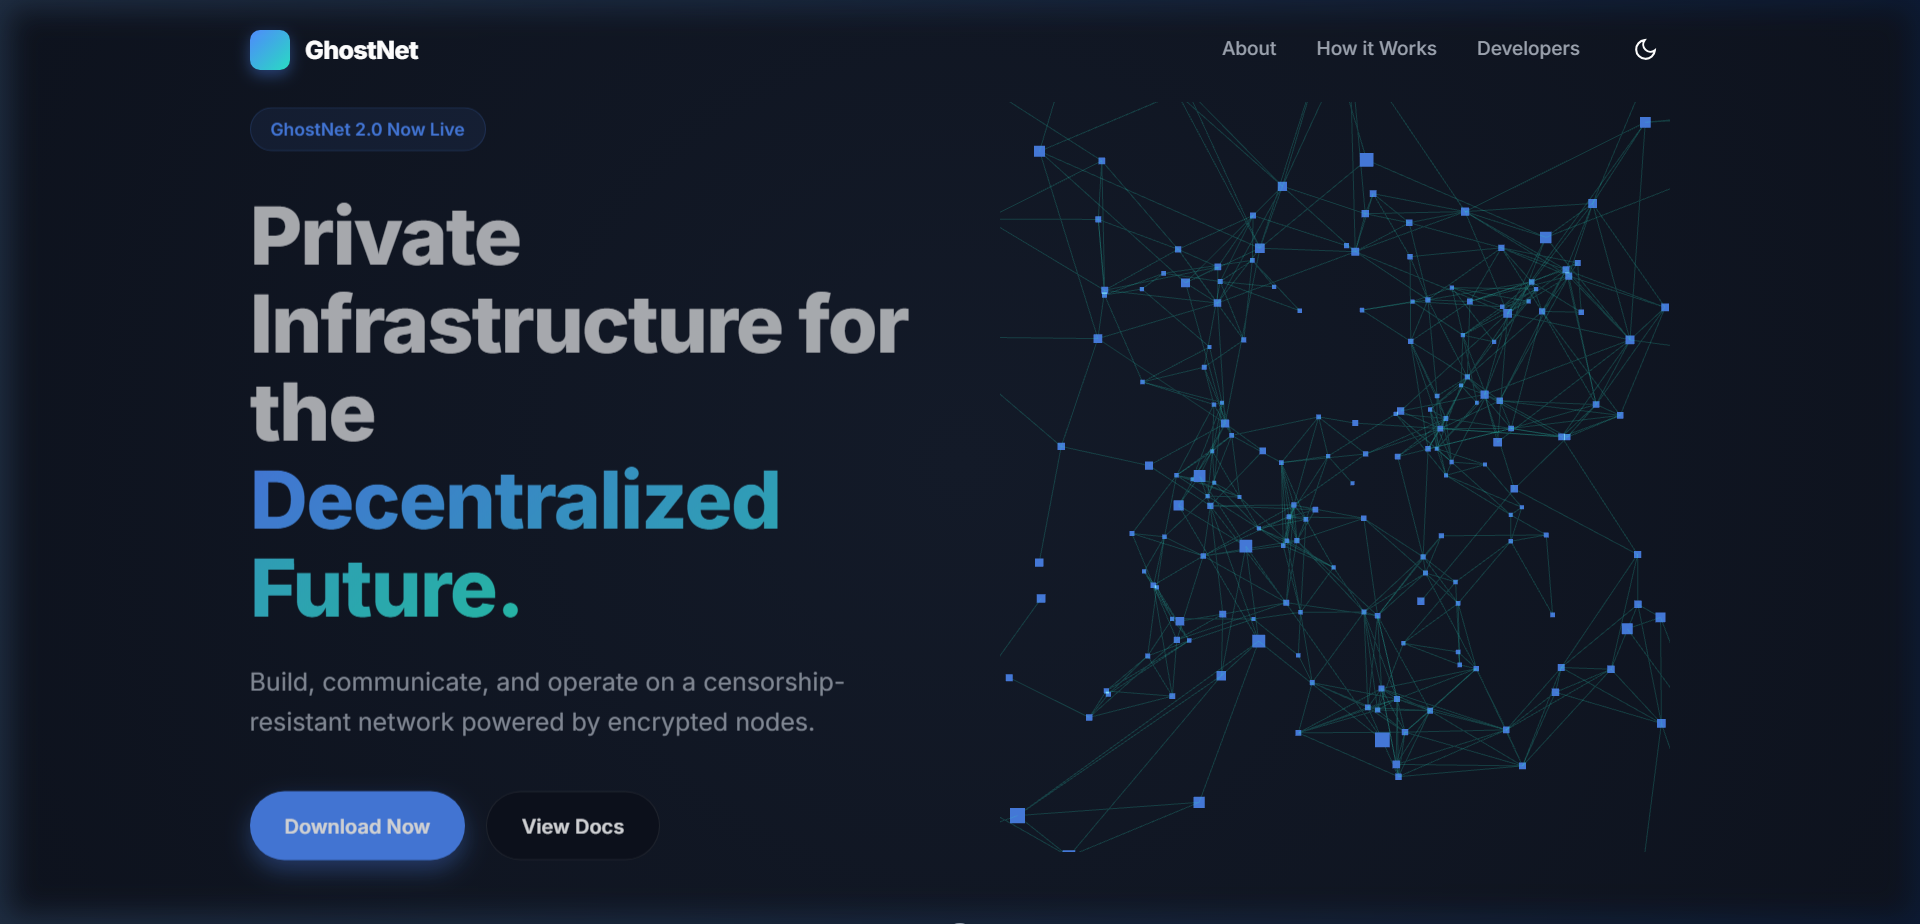 GhostNet
About
How it Works
Developers
GhostNet 2.0 Now Live
Private
Infrastructure for
the
Decentralized
Future.
Build, communicate, and operate on a censorship-
resistant network powered by encrypted nodes.
Download Now
View Docs